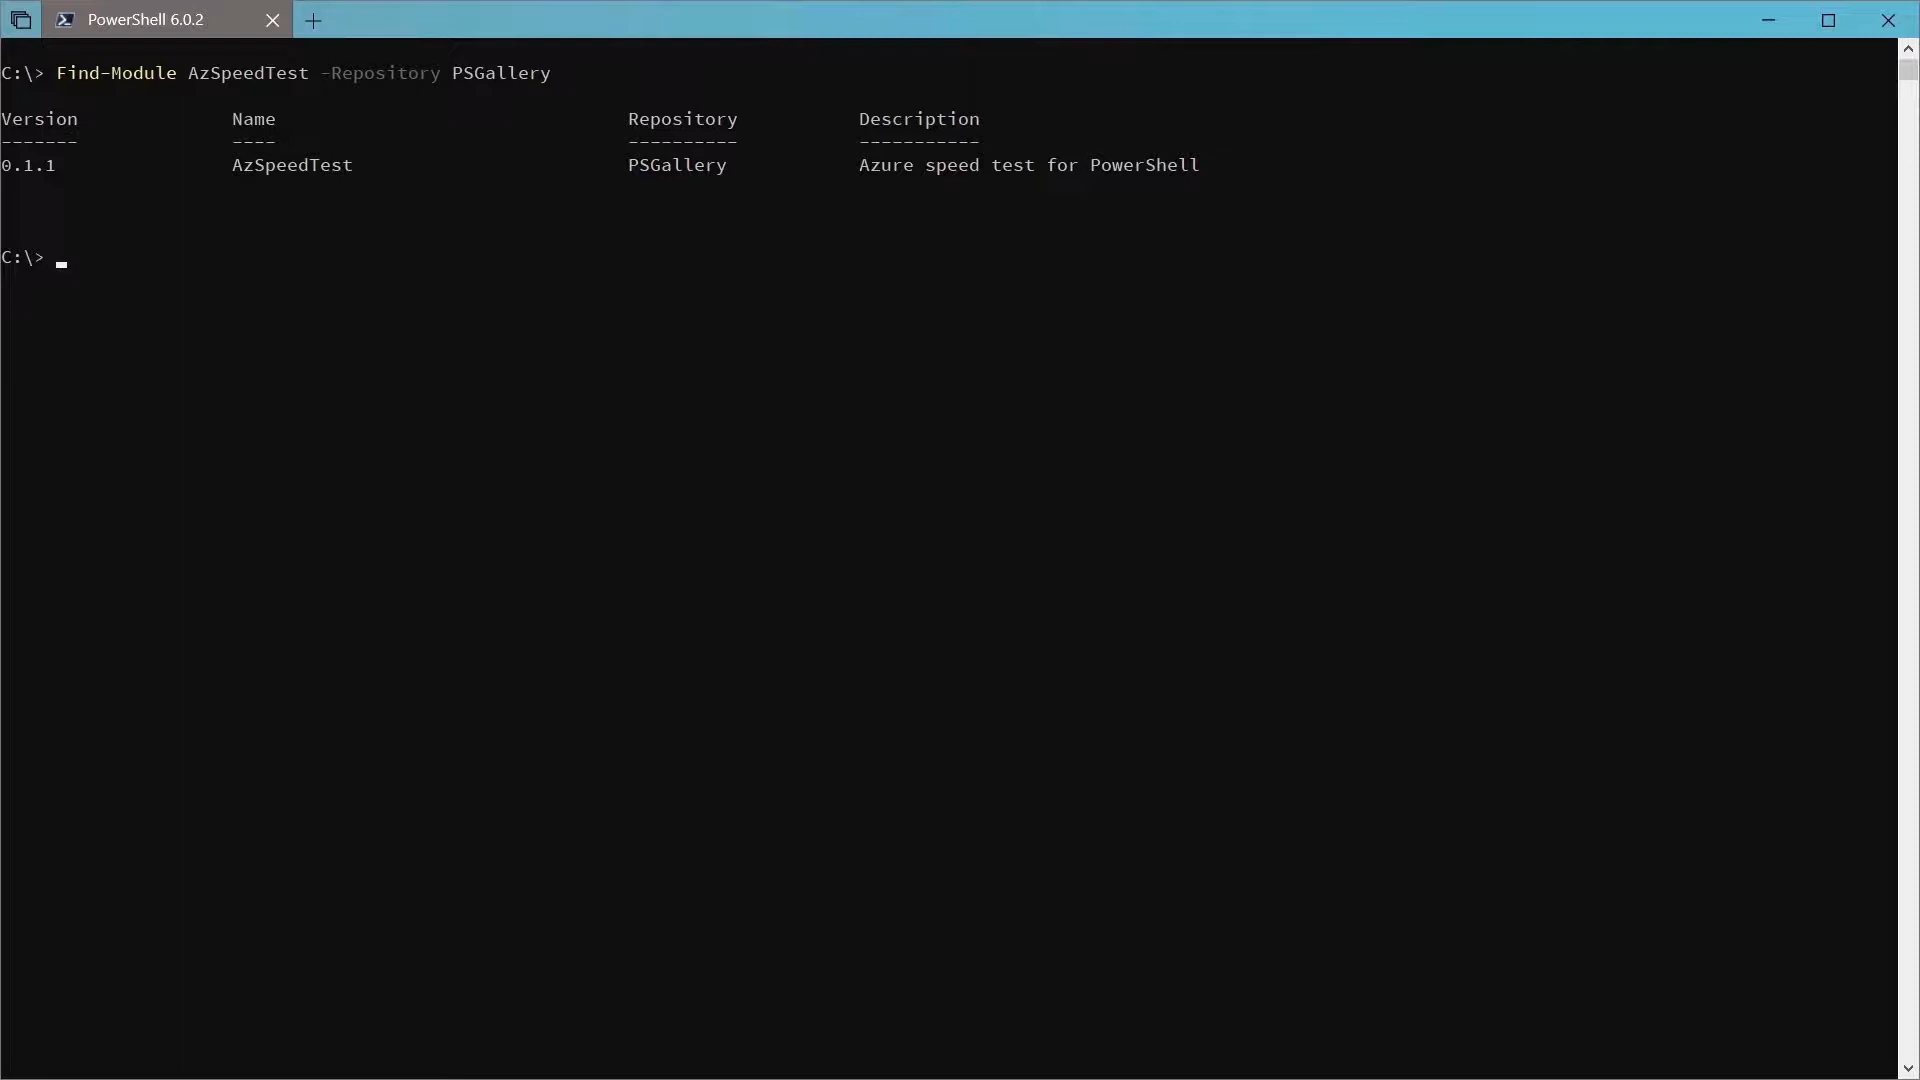 PowerShell 6.0.2
C:\> Find-Module AzSpeedTest -Repository PSGallery
Version Name Repository Description
------- ---- ---------- -----------
0.1.1 AzSpeedTest PSGallery Azure speed test for PowerShell
C:\>